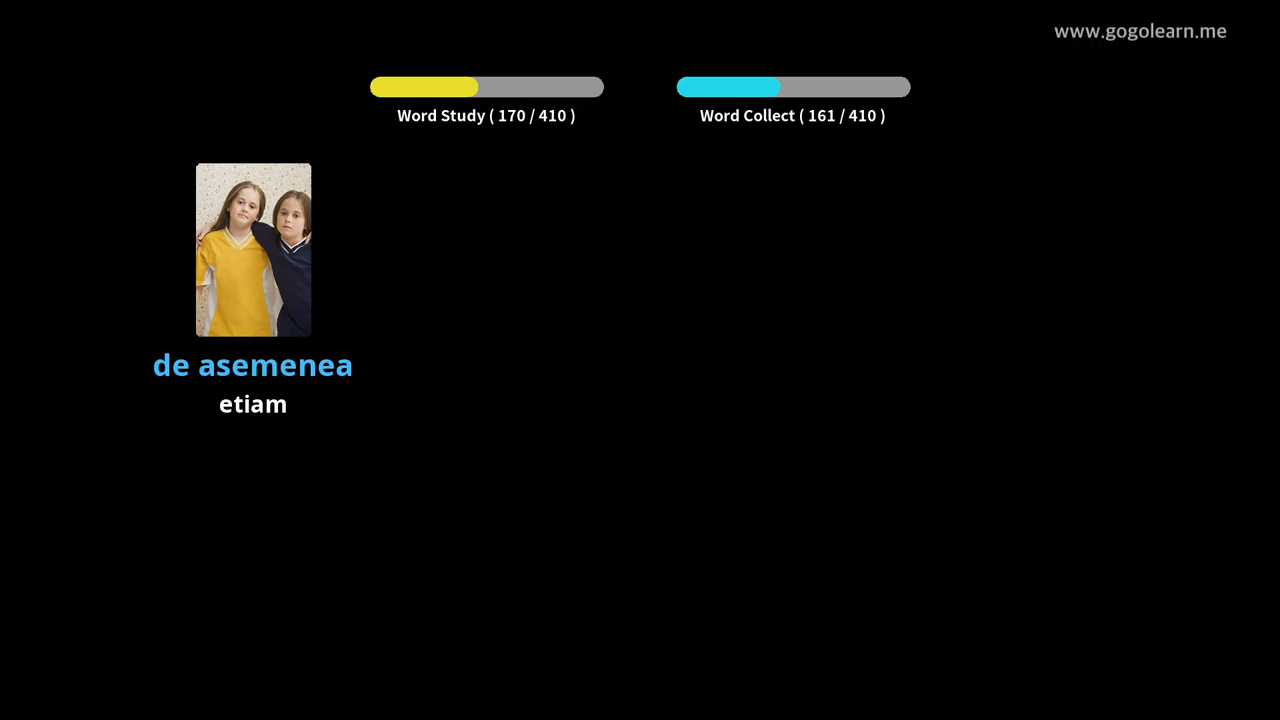 www.gogolearn.me
Word Study ( 170 / 410 )
Word Collect ( 161 / 410 )
de asemenea
etiam